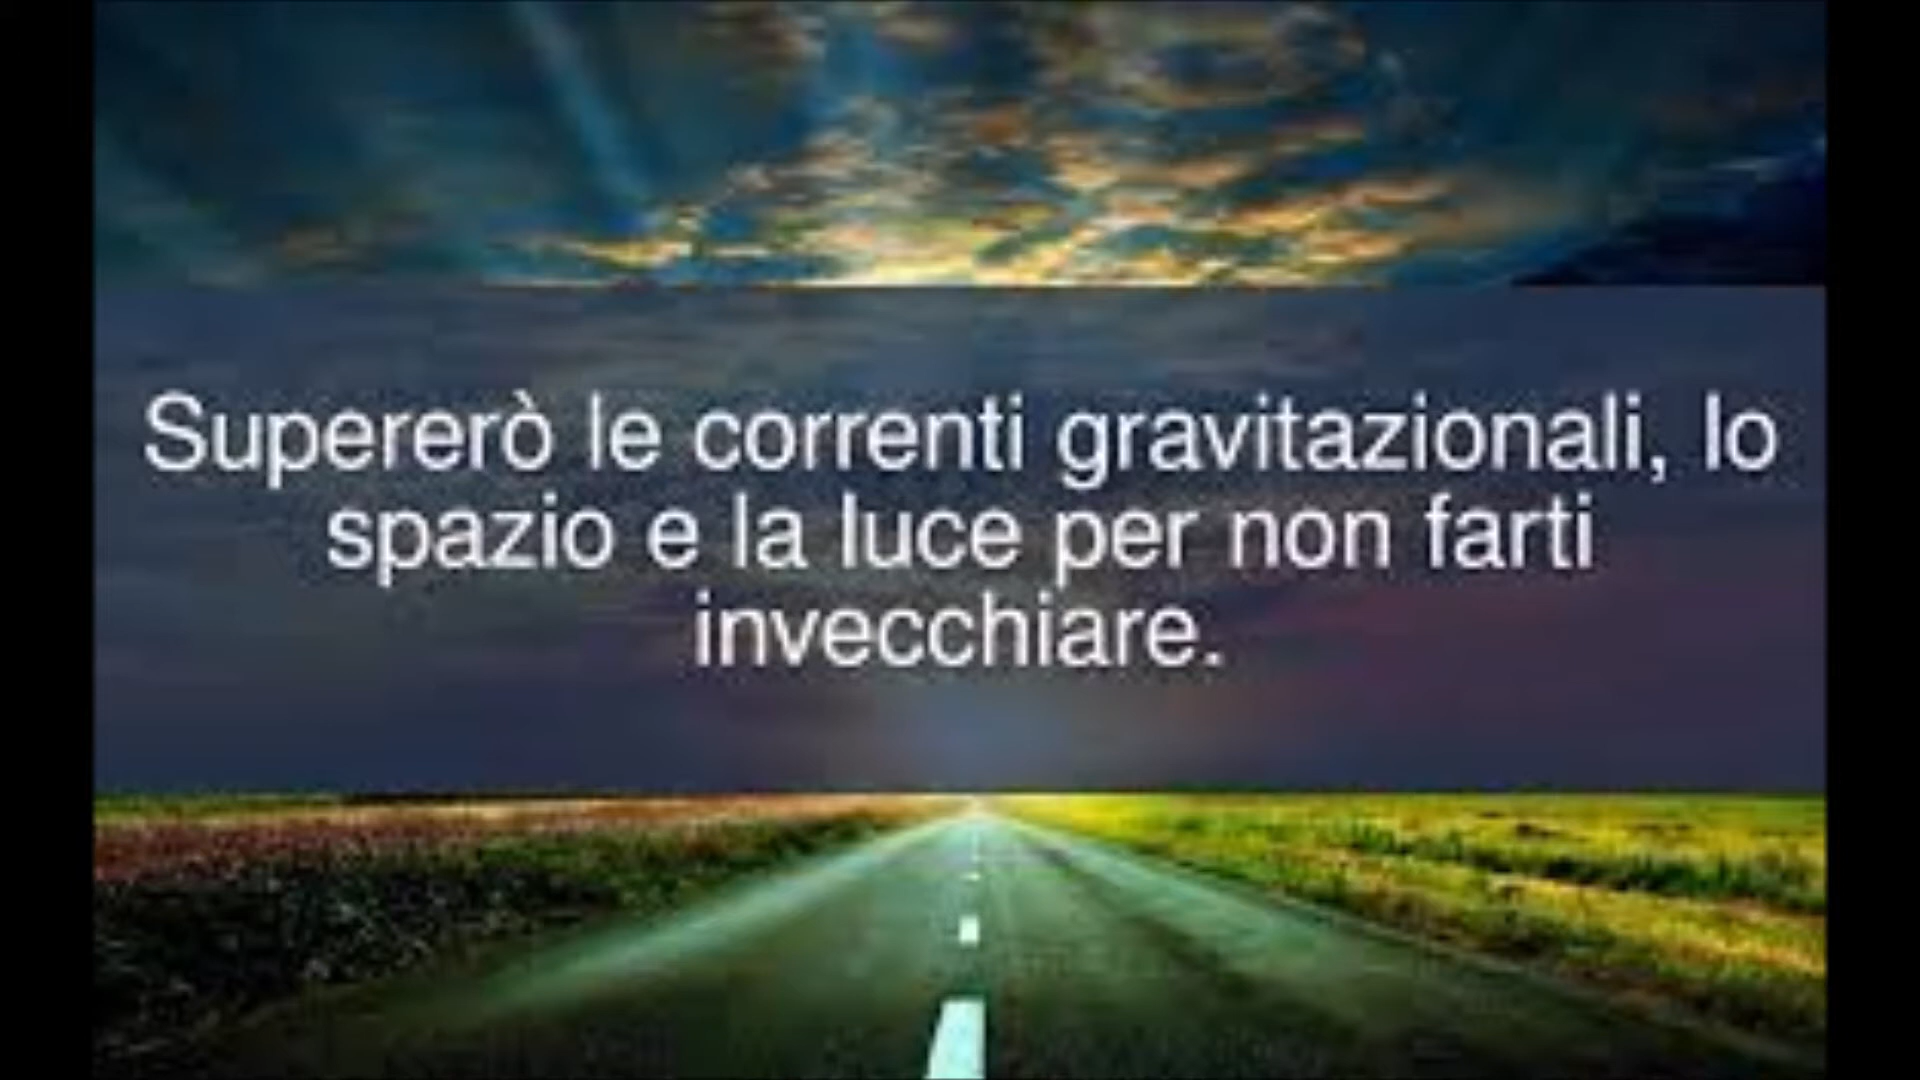 Supererò le correnti gravitazionali, lo
spazio e la luce per non farti
invecchiare.